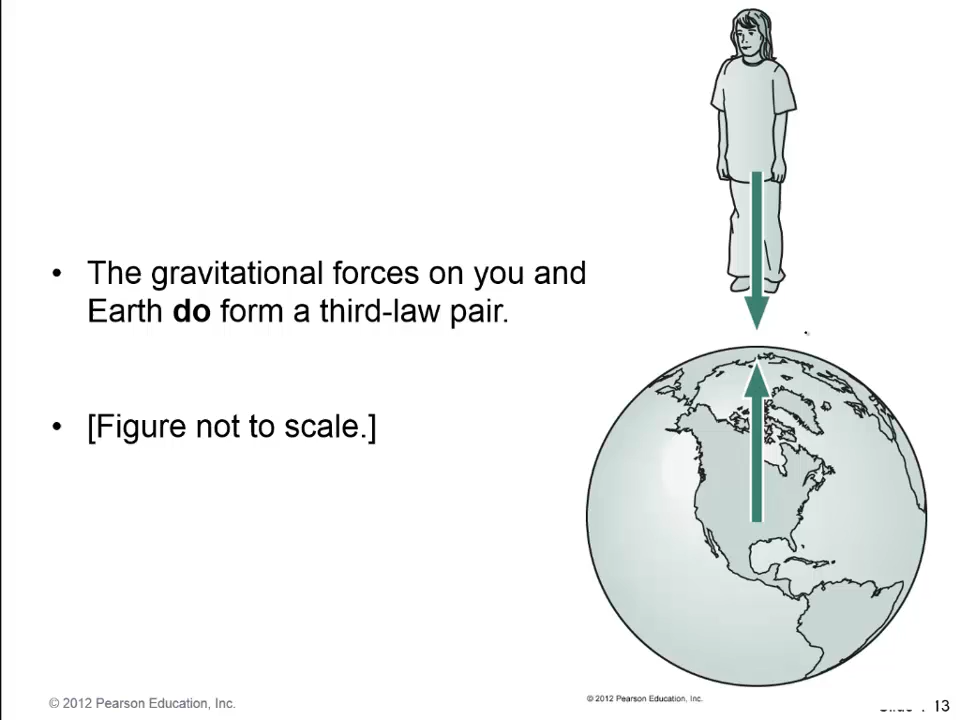 • The gravitational forces on you and
Earth do form a third-law pair.
• [Figure not to scale.]
© 2012 Pearson Education, Inc.
© 2012 Pearson Education, Inc.
13